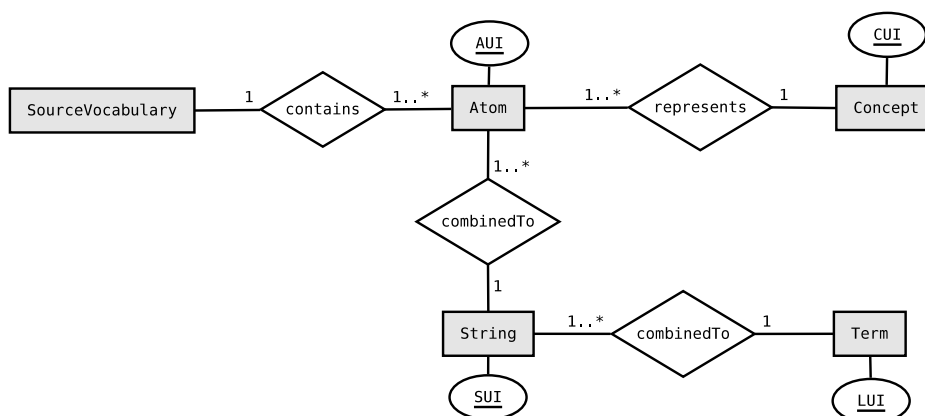 CUI
AUI
SourceVocabulary
1
contains
1..*
Atom
1..*
represents
1
Concept
1..*
combinedTo
1
String
1..*
combinedTo
1
Term
SUI
LUI